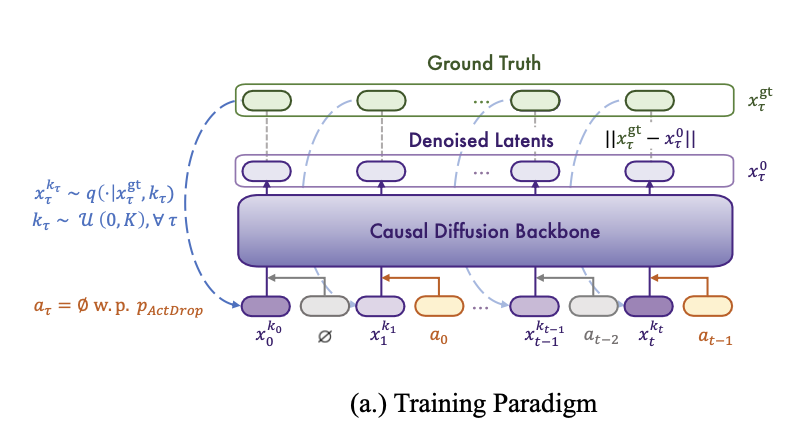 Ground Truth
... x_τ^gt
Denoised Latents ||x_τ^gt − x_τ^0||
... x_τ^0
x_τ^{k_τ} ~ q(·|x_τ^gt, k_τ)
k_τ ~ 𝒰 (0, K), ∀ τ
Causal Diffusion Backbone
a_τ = ∅ w.p. p_ActDrop
...
x_0^{k_0} ∅ x_1^{k_1} a_0 x_{t−1}^{k_{t−1}} a_{t−2} x_t^{k_t} a_{t−1}
(a.) Training Paradigm